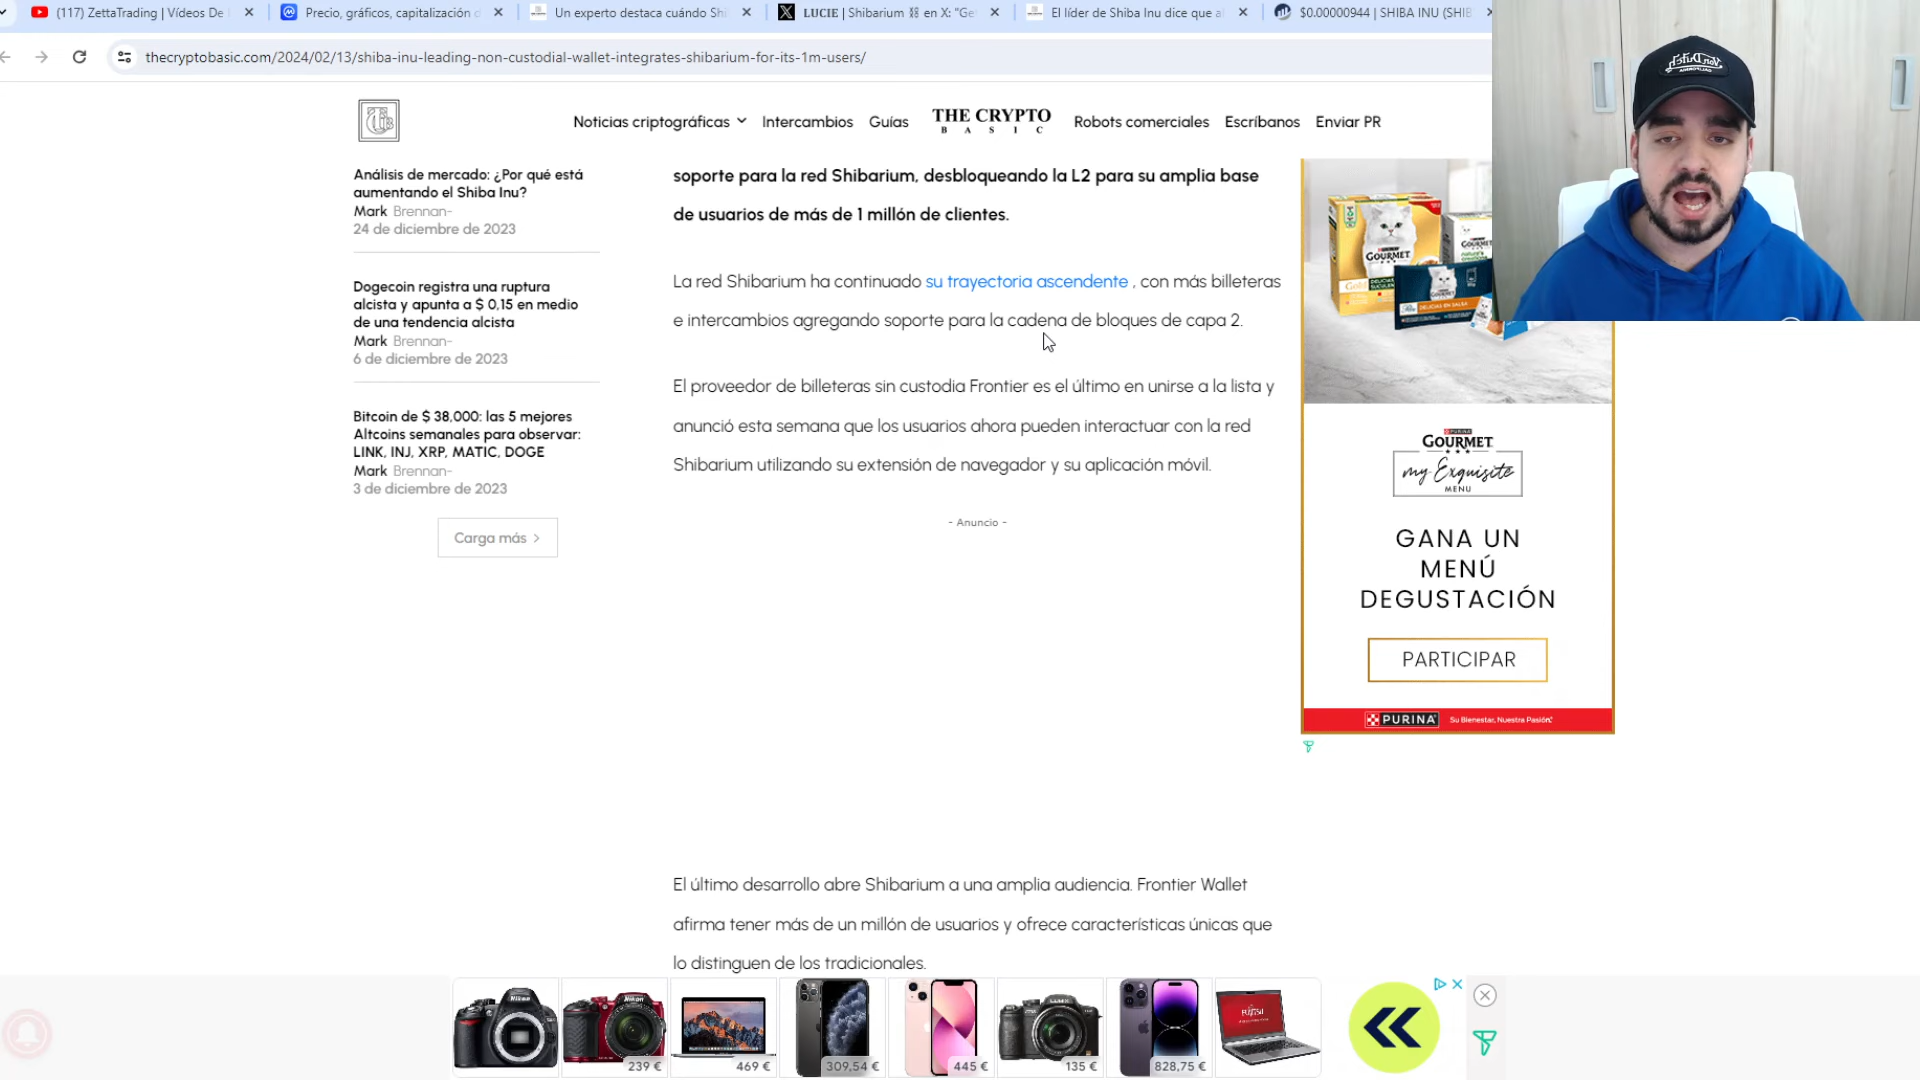 (117) ZettaTrading | Vídeos De
Precio, gráficos, capitalización d
Un experto destaca cuándo Shi
LUCIE | Shibarium ⛓ en X: "Ge
El líder de Shiba Inu dice que a
$0.00000944 | SHIBA INU (SHIB
thecryptobasic.com/2024/02/13/shiba-inu-leading-non-custodial-wallet-integrates-shibarium-for-its-1m-users/
Noticias criptográficas
Intercambios
Guías
THE CRYPTO
BASIC
Robots comerciales
Escríbanos
Enviar PR
Análisis de mercado: ¿Por qué está
aumentando el Shiba Inu?
Mark Brennan-
24 de diciembre de 2023
Dogecoin registra una ruptura
alcista y apunta a $ 0,15 en medio
de una tendencia alcista
Mark Brennan-
6 de diciembre de 2023
Bitcoin de $ 38,000: las 5 mejores
Altcoins semanales para observar:
LINK, INJ, XRP, MATIC, DOGE
Mark Brennan-
3 de diciembre de 2023
Carga más
soporte para la red Shibarium, desbloqueando la L2 para su amplia base
de usuarios de más de 1 millón de clientes.
La red Shibarium ha continuado su trayectoria ascendente , con más billeteras
e intercambios agregando soporte para la cadena de bloques de capa 2.
El proveedor de billeteras sin custodia Frontier es el último en unirse a la lista y
anunció esta semana que los usuarios ahora pueden interactuar con la red
Shibarium utilizando su extensión de navegador y su aplicación móvil.
- Anuncio -
El último desarrollo abre Shibarium a una amplia audiencia. Frontier Wallet
afirma tener más de un millón de usuarios y ofrece características únicas que
lo distinguen de los tradicionales.
GOURMET
PURINA
GOURMET
my Exquisite
MENU
GANA UN
MENÚ
DEGUSTACIÓN
PARTICIPAR
PURINA
Su Bienestar, Nuestra Pasión.
Nikon
239 €
469 €
309,54 €
445 €
135 €
828,75 €
FUJITSU